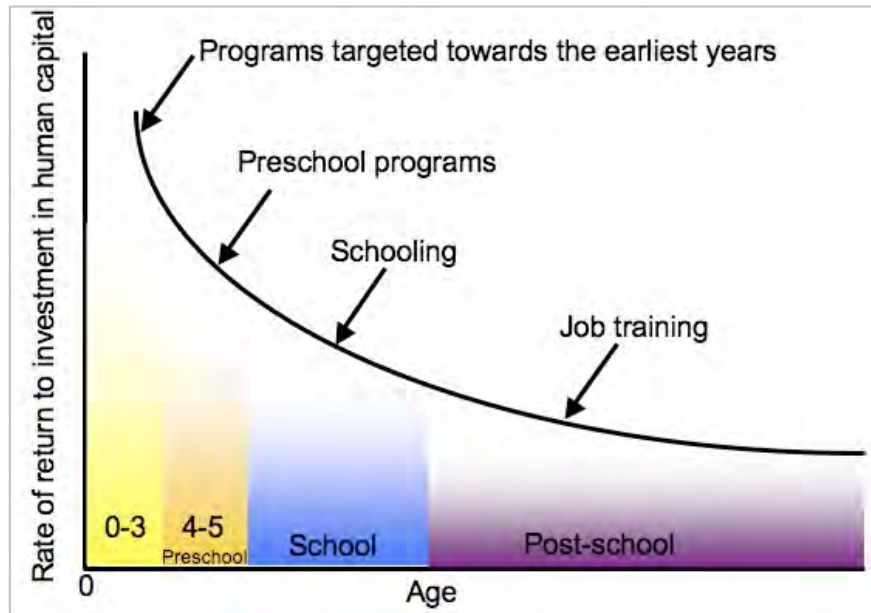 Rate of return to investment in human capital
Programs targeted towards the earliest years
Preschool programs
Schooling
Job training
0-3
4-5
Preschool
School
Post-school
0
Age